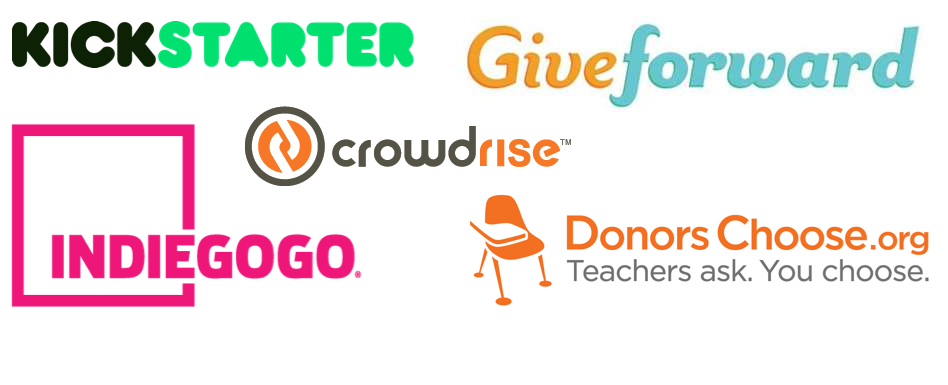 KICKSTARTER
Giveforward
crowdrise™
INDIEGOGO®
DonorsChoose.org
Teachers ask. You choose.